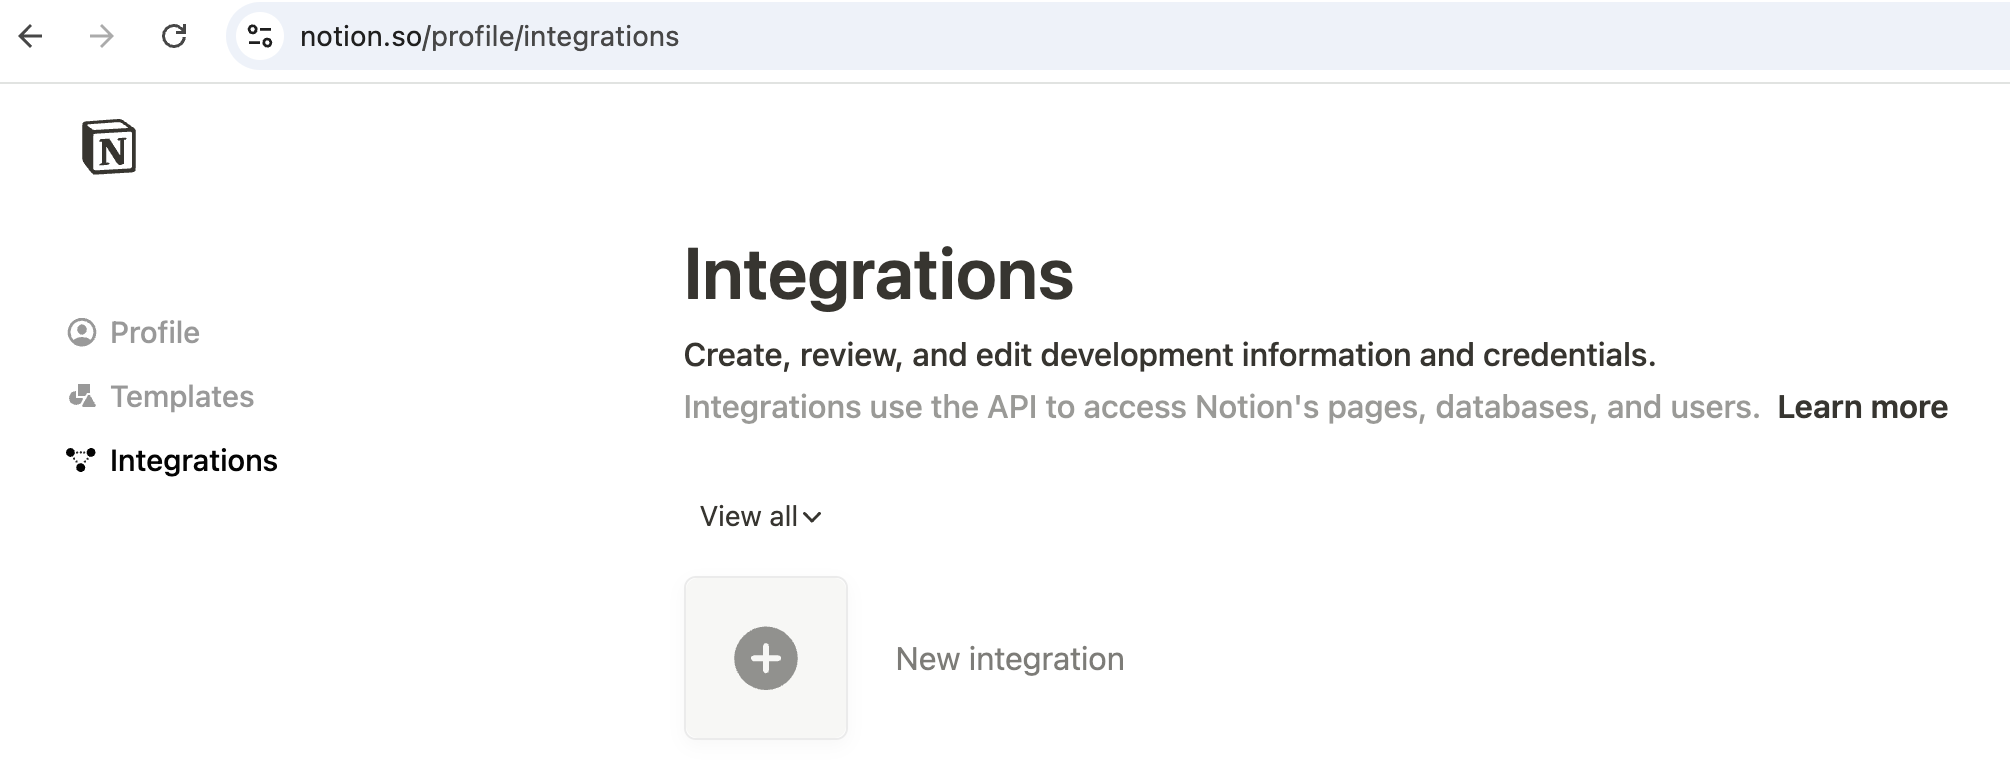 notion.so/profile/integrations
N
Profile
Templates
Integrations
Integrations
Create, review, and edit development information and credentials.
Integrations use the API to access Notion's pages, databases, and users. Learn more
View all
New integration